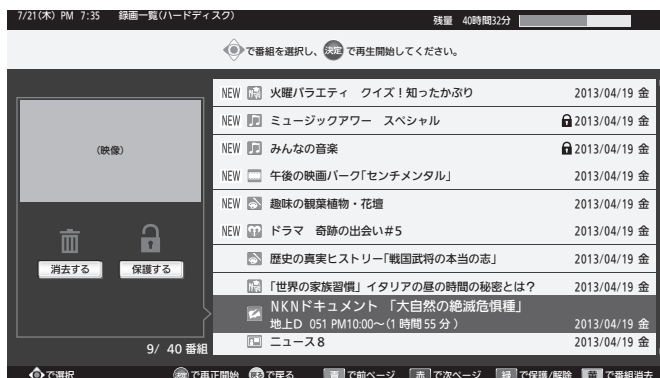 7/21(木) PM 7:35 録画一覧(ハードディスク) 残量 40時間32分
で番組を選択し、決定で再生開始してください。
NEW 火曜バラエティ クイズ！知ったかぶり 2013/04/19 金
NEW ミュージックアワー スペシャル 2013/04/19 金
NEW みんなの音楽 2013/04/19 金
(映像)
NEW 午後の映画パーク｢センチメンタル｣ 2013/04/19 金
NEW 趣味の観葉植物・花壇 2013/04/19 金
NEW ドラマ 奇跡の出会い#5 2013/04/19 金
消去する 保護する
歴史の真実ヒストリー｢戦国武将の本当の志｣ 2013/04/19 金
｢世界の家族習慣｣イタリアの昼の時間の秘密とは？ 2013/04/19 金
NKNドキュメント ｢大自然の絶滅危惧種｣
地上D 051 PM10:00～(1時間55分) 2013/04/19 金
ニュース8 2013/04/19 金
9/ 40 番組
で選択 決定で再正開始 戻るで戻る 青で前ページ 赤で次ページ 緑で保護/解除 黄で番組消去